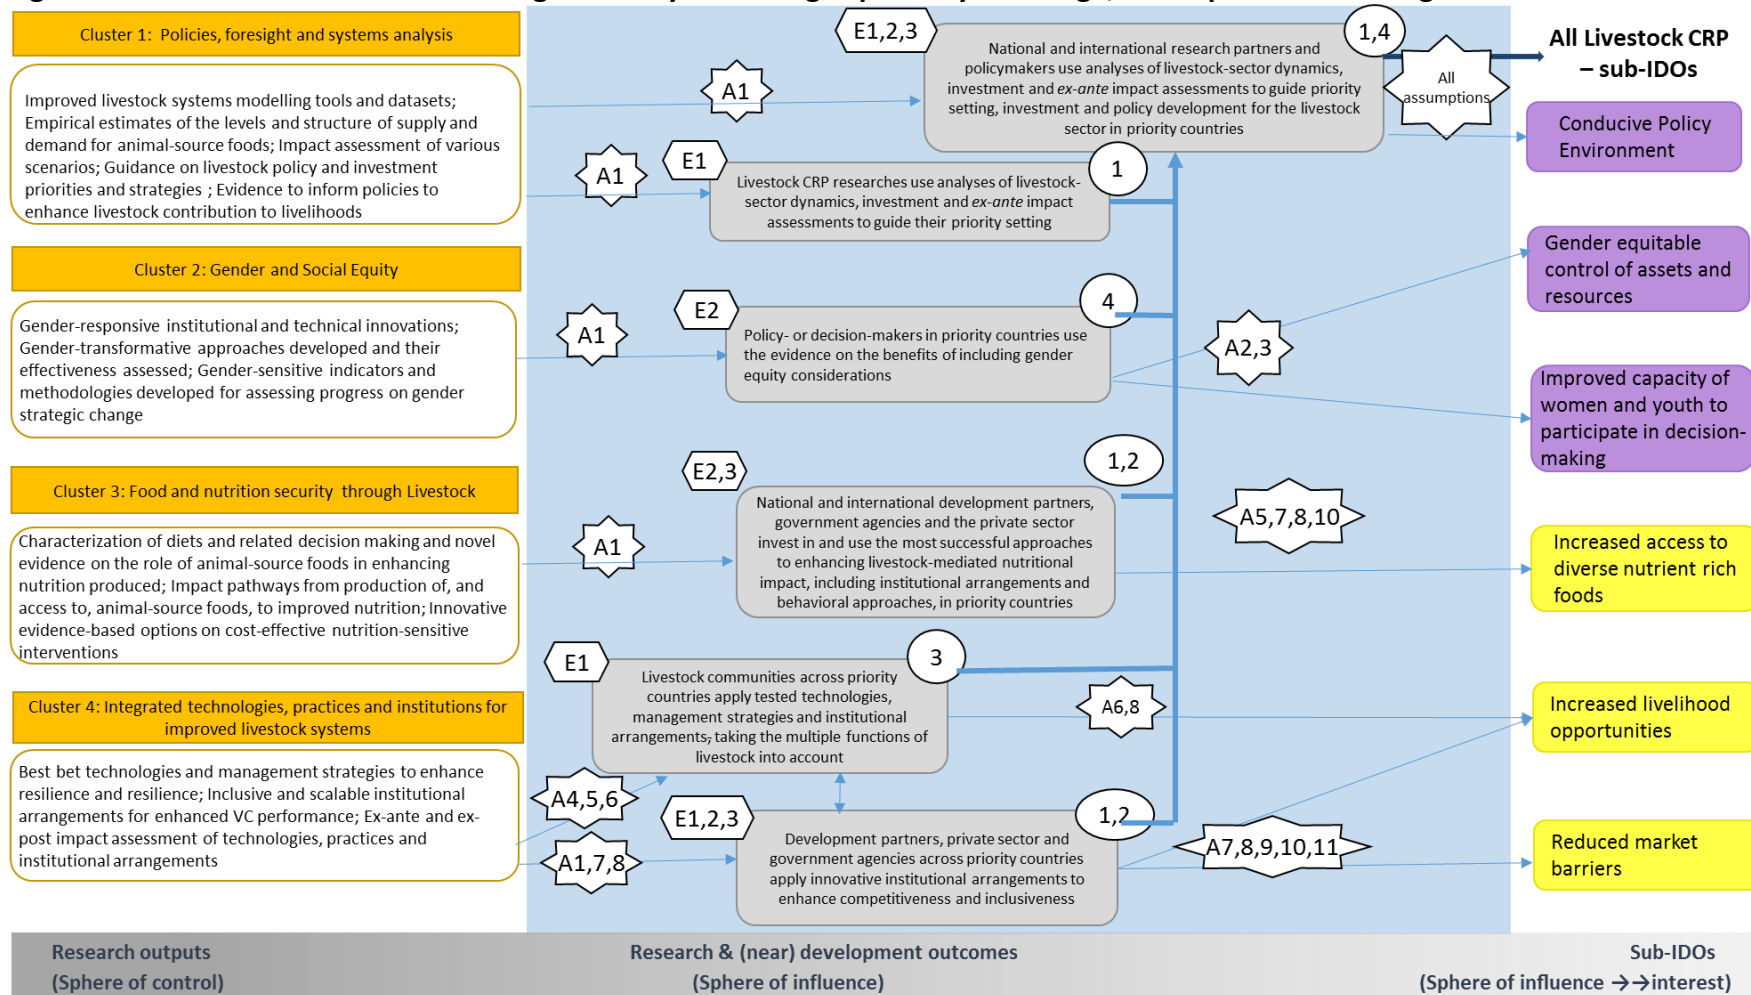 Cluster 1:  Policies, foresight and systems analysis
Improved livestock systems modelling tools and datasets;
Empirical estimates of the levels and structure of supply and
demand for animal-source foods; Impact assessment of various
scenarios; Guidance on livestock policy and investment
priorities and strategies ; Evidence to inform policies to
enhance livestock contribution to livelihoods
A1
E1,2,3
1,4
National and international research partners and
policymakers use analyses of livestock-sector dynamics,
investment and ex-ante impact assessments to guide priority
setting, investment and policy development for the livestock
sector in priority countries
All
assumptions
All Livestock CRP
– sub-IDOs
Conducive Policy
Environment
A1
E1
1
Livestock CRP researches use analyses of livestock-
sector dynamics, investment and ex-ante impact
assessments to guide their priority setting
Cluster 2: Gender and Social Equity
Gender-responsive institutional and technical innovations;
Gender-transformative approaches developed and their
effectiveness assessed; Gender-sensitive indicators and
methodologies developed for assessing progress on gender
strategic change
A1
E2
4
Policy- or decision-makers in priority countries use
the evidence on the benefits of including gender
equity considerations
A2,3
Gender equitable
control of assets and
resources
Improved capacity of
women and youth to
participate in decision-
making
Cluster 3: Food and nutrition security  through Livestock
Characterization of diets and related decision making and novel
evidence on the role of animal-source foods in enhancing
nutrition produced; Impact pathways from production of, and
access to, animal-source foods, to improved nutrition; Innovative
evidence-based options on cost-effective nutrition-sensitive
interventions
A1
E2,3
1,2
National and international development partners,
government agencies and the private sector
invest in and use the most successful approaches
to enhancing livestock-mediated nutritional
impact, including institutional arrangements and
behavioral approaches, in priority countries
A5,7,8,10
Increased access to
diverse nutrient rich
foods
Cluster 4: Integrated technologies, practices and institutions for
improved livestock systems
Best bet technologies and management strategies to enhance
resilience and resilience; Inclusive and scalable institutional
arrangements for enhanced VC performance; Ex-ante and ex-
post impact assessment of technologies, practices and
institutional arrangements
A4,5,6
A1,7,8
E1
3
Livestock communities across priority
countries apply tested technologies,
management strategies and institutional
arrangements; taking the multiple functions of
livestock into account
A6,8
Increased livelihood
opportunities
E1,2,3
1,2
Development partners, private sector and
government agencies across priority countries
apply innovative institutional arrangements to
enhance competitiveness and inclusiveness
A7,8,9,10,11
Reduced market
barriers
Research outputs
(Sphere of control)
Research & (near) development outcomes
(Sphere of influence)
Sub-IDOs
(Sphere of influence →→interest)